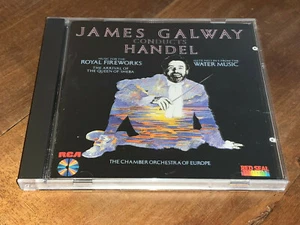 JAMES GALWAY
CONDUCTS
HANDEL
ROYAL FIREWORKS
THE ARRIVAL OF
THE QUEEN OF SHEBA
WATER MUSIC
RCA
THE CHAMBER ORCHESTRA OF EUROPE
RED SEAL